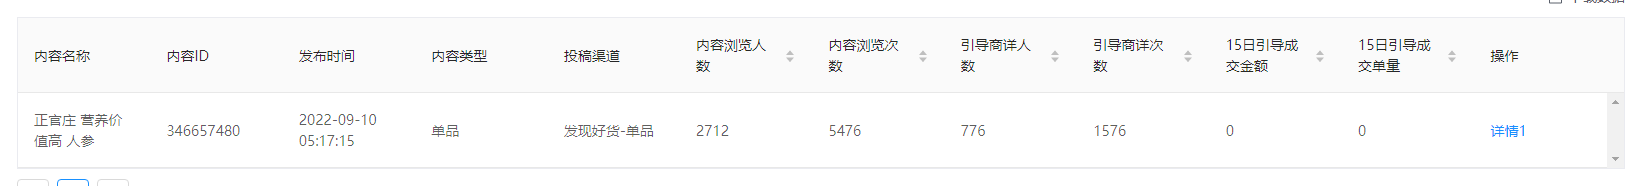 内容名称 内容ID 发布时间 内容类型 投稿渠道 内容浏览人数 内容浏览次数 引导商详人数 引导商详次数 15日引导成交金额 15日引导成交单量 操作
正官庄 营养价值高 人参 346657480 2022-09-10 05:17:15 单品 发现好货-单品 2712 5476 776 1576 0 0 详情1